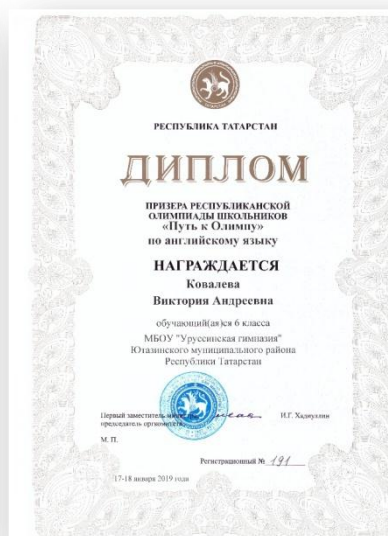 РЕСПУБЛИКА ТАТАРСТАН
ДИПЛОМ
ПРИЗЕРА РЕСПУБЛИКАНСКОЙ
ОЛИМПИАДЫ ШКОЛЬНИКОВ
«Путь к Олимпу»
по английскому языку
НАГРАЖДАЕТСЯ
Ковалева
Виктория Андреевна
обучающий(ая)ся 6 класса
МБОУ "Уруссинская гимназия"
Ютазинского муниципального района
Республики Татарстан
Первый заместитель И.Г. Хадиуллин
председатель оргкомитета
М. П.
Регистрационный № 191
17-18 января 2019 года